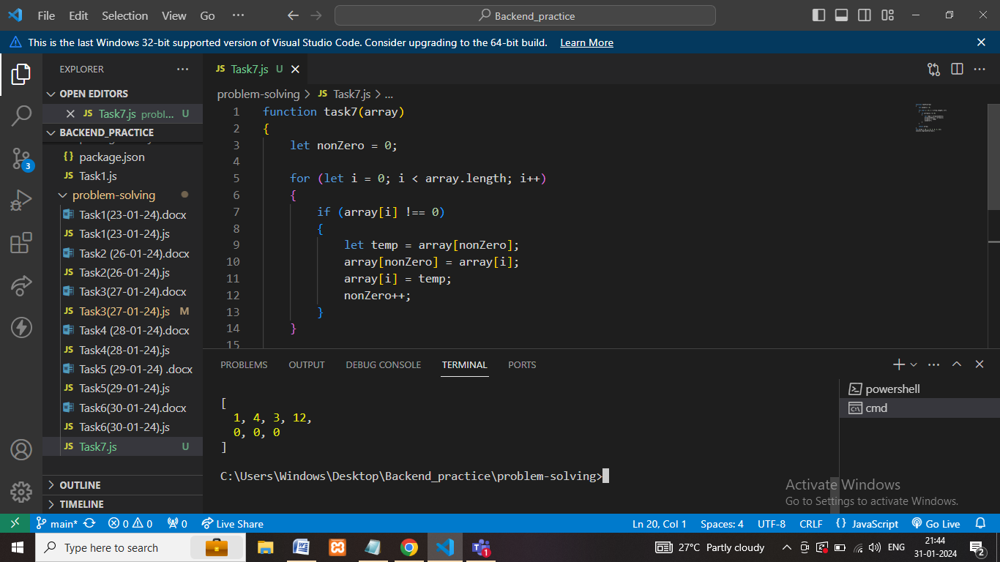 File Edit Selection View Go ··· Backend_practice
This is the last Windows 32-bit supported version of Visual Studio Code. Consider upgrading to the 64-bit build. Learn More
EXPLORER
OPEN EDITORS
JS Task7.js probl... U
BACKEND_PRACTICE
{} package.json
JS Task1.js
problem-solving
Task1(23-01-24).docx
JS Task1(23-01-24).js
Task2 (26-01-24).docx
JS Task2(26-01-24).js
Task3(27-01-24).docx
JS Task3(27-01-24).js M
Task4 (28-01-24).docx
JS Task4(28-01-24).js
Task5 (29-01-24) .docx
JS Task5(29-01-24).js
Task6(30-01-24).docx
JS Task6(30-01-24).js
JS Task7.js U
OUTLINE
TIMELINE
3
JS Task7.js U
problem-solving > JS Task7.js > ...
1 function task7(array)
2 {
3 let nonZero = 0;
4
5 for (let i = 0; i < array.length; i++)
6 {
7 if (array[i] !== 0)
8 {
9 let temp = array[nonZero];
10 array[nonZero] = array[i];
11 array[i] = temp;
12 nonZero++;
13 }
14 }
15
PROBLEMS OUTPUT DEBUG CONSOLE TERMINAL PORTS
[
1, 4, 3, 12,
0, 0, 0
]
C:\Users\Windows\Desktop\Backend_practice\problem-solving>
powershell
cmd
Activate Windows
Go to Settings to activate Windows.
main* 0 0 0 Live Share Ln 20, Col 1 Spaces: 4 UTF-8 CRLF {} JavaScript Go Live
Type here to search 1 27°C Partly cloudy ENG 21:44
31-01-2024 2